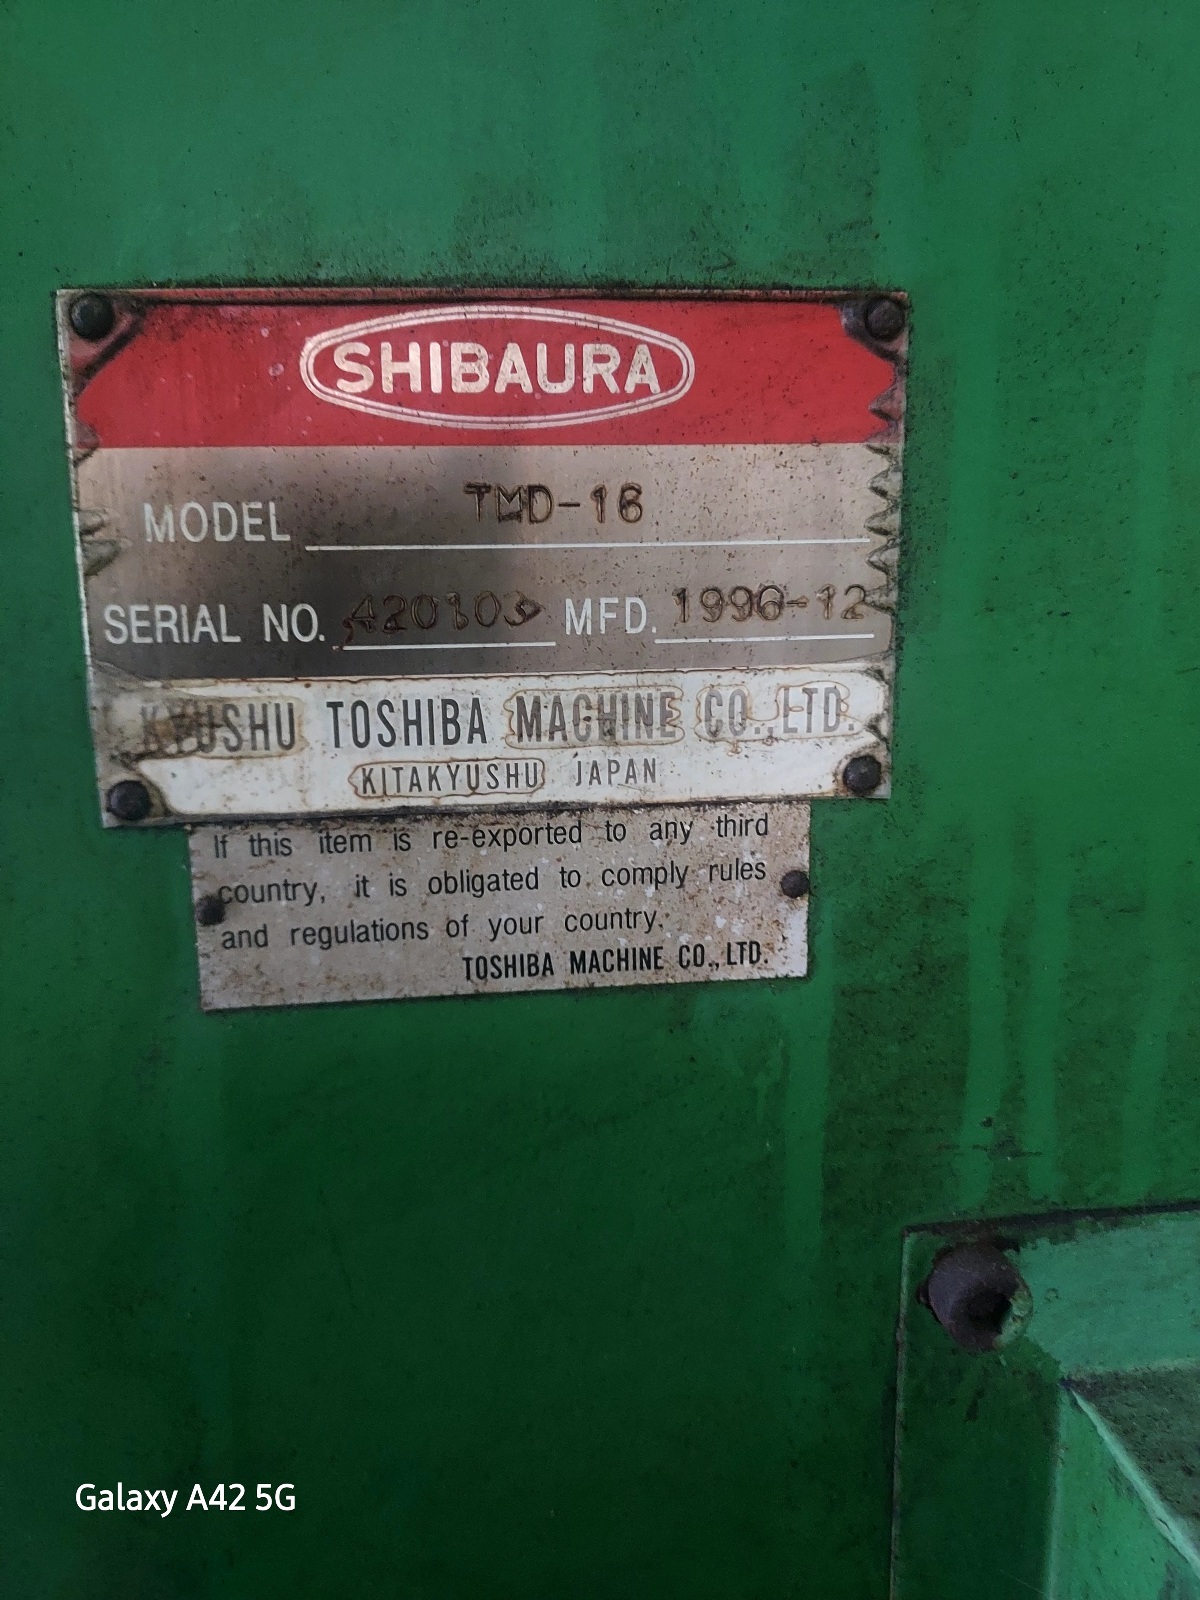 SHIBAURA
MODEL TMD-16
SERIAL NO. 420103 MFD. 1996-12
KYUSHU TOSHIBA MACHINE CO.,LTD.
KITAKYUSHU JAPAN
If this item is re-exported to any third
country, it is obligated to comply rules
and regulations of your country.
TOSHIBA MACHINE CO.,LTD.
Galaxy A42 5G